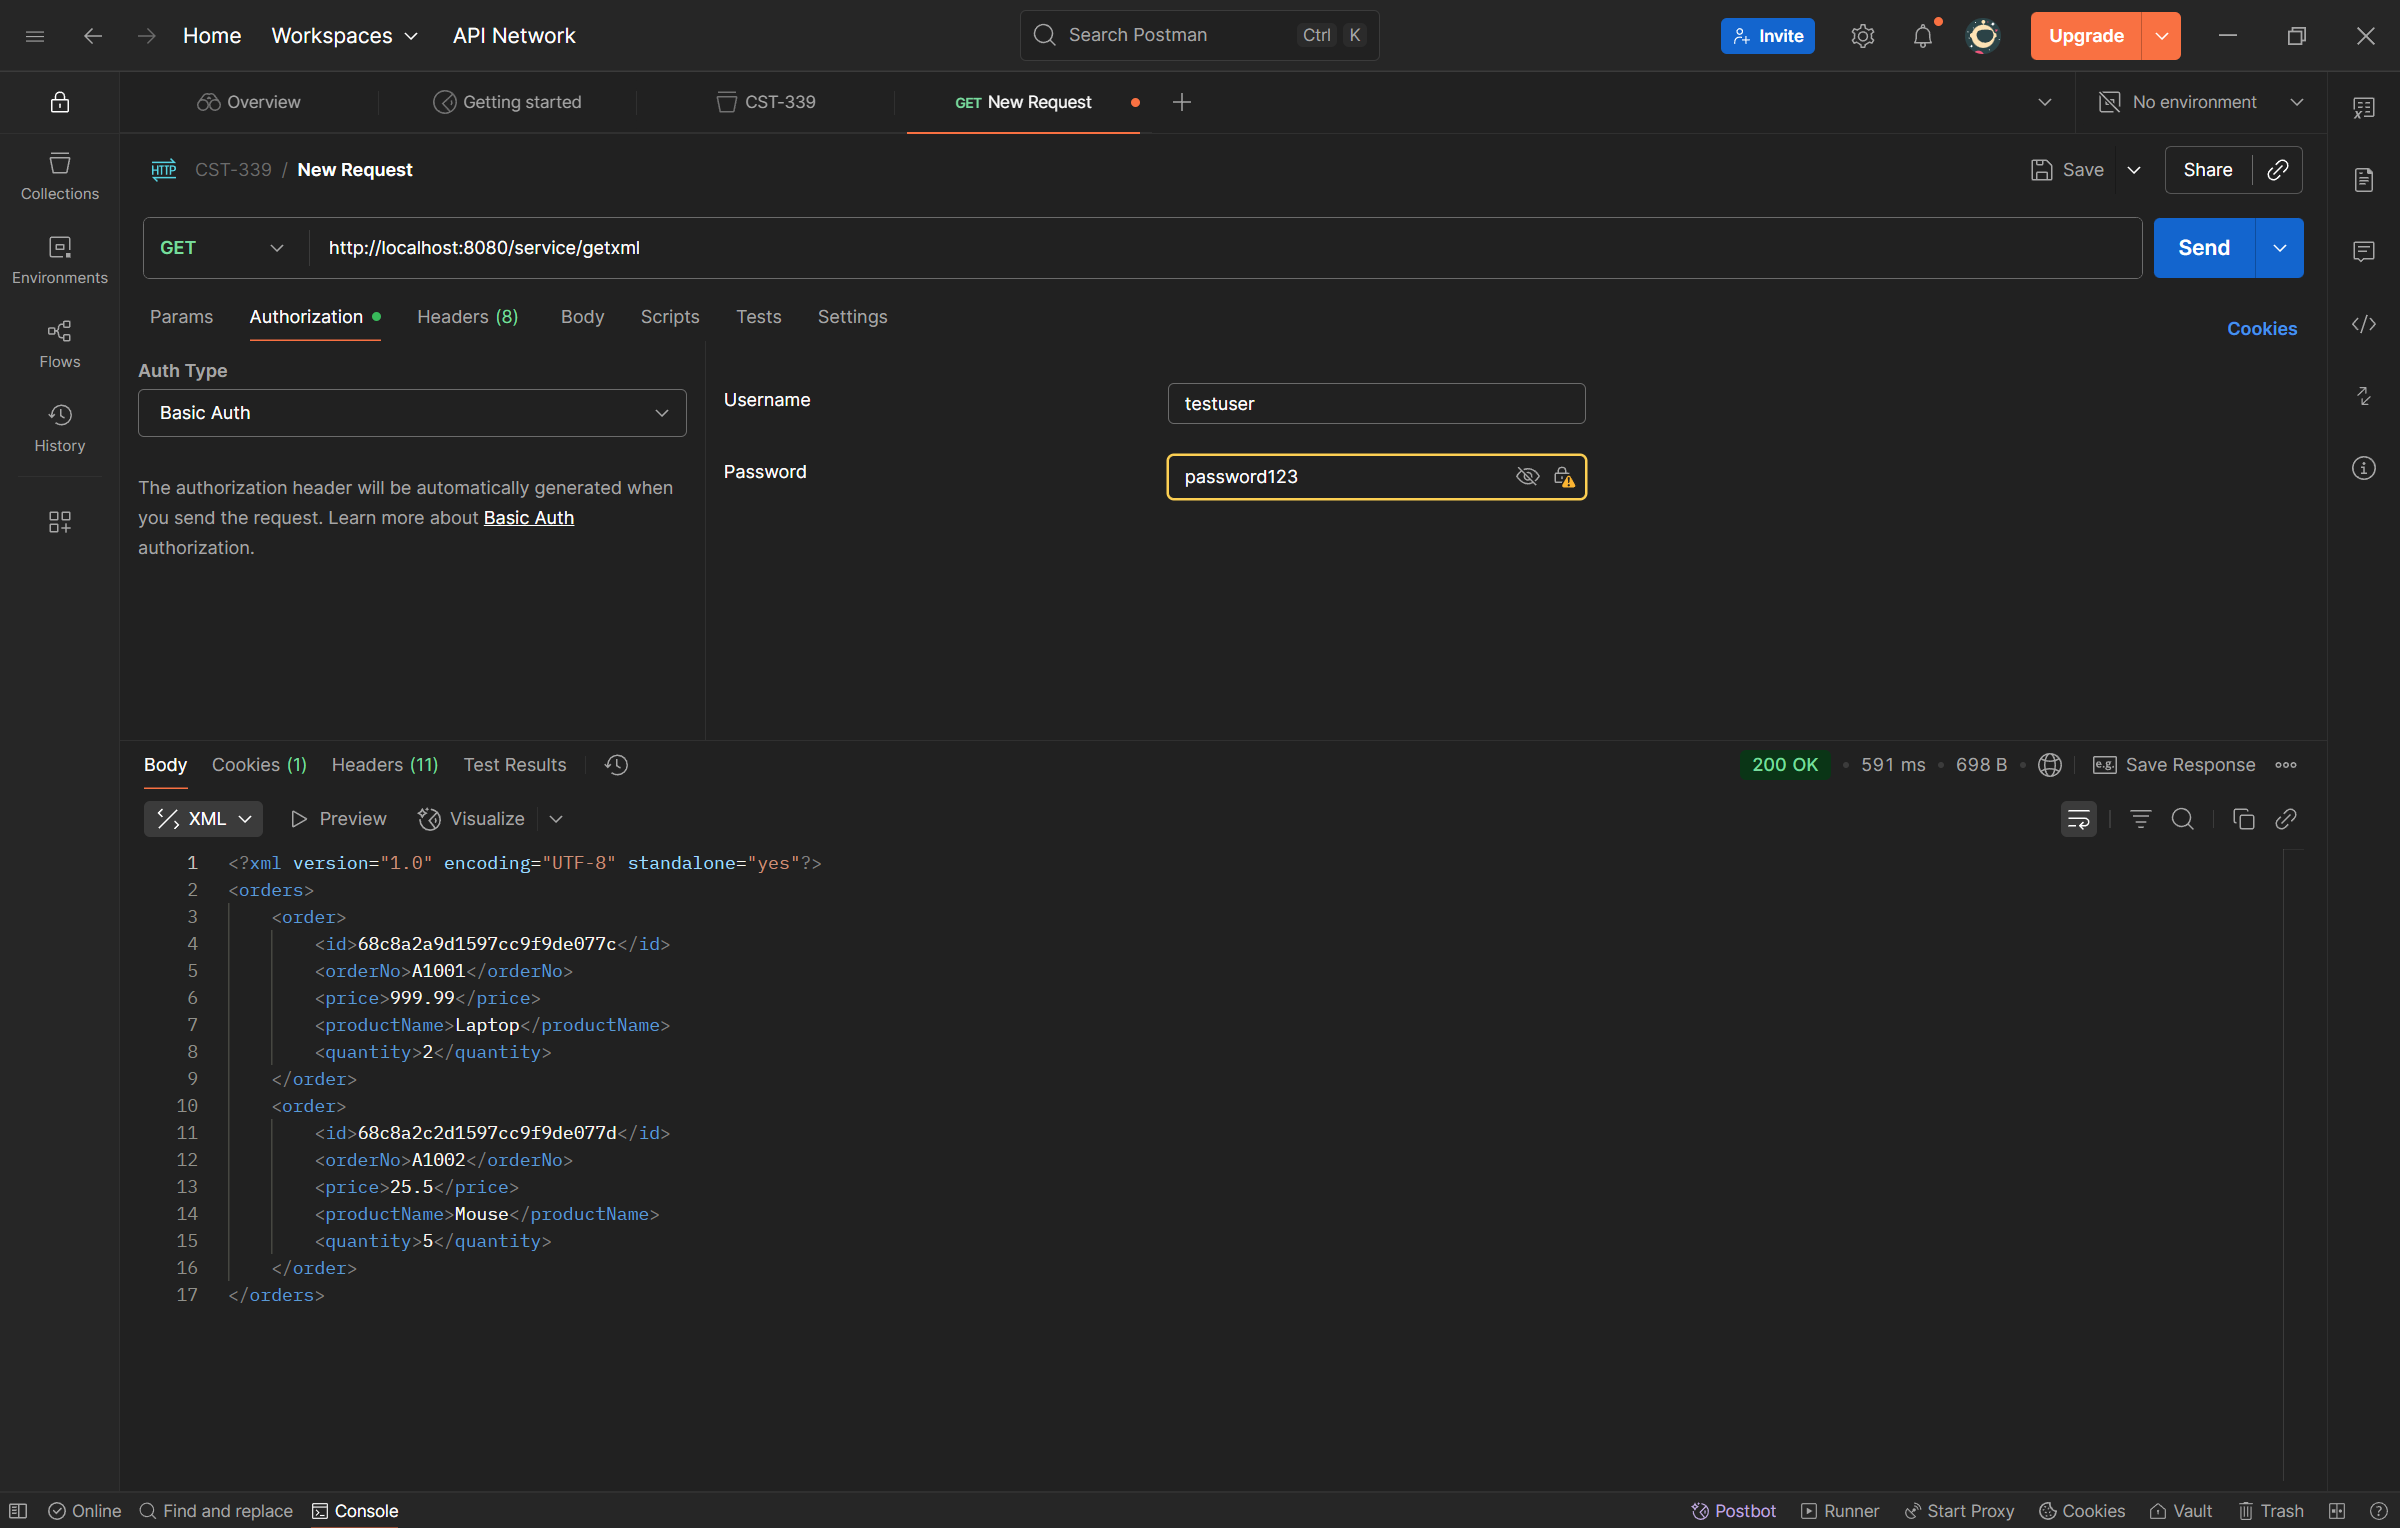 Home Workspaces API Network Search Postman Ctrl K Invite Upgrade
Overview Getting started CST-339 GET New Request No environment
HTTP CST-339 / New Request Save Share
Collections
GET http://localhost:8080/service/getxml Send
Environments
Params Authorization Headers (8) Body Scripts Tests Settings Cookies
Flows
Auth Type
Basic Auth
Username testuser
History
Password password123
The authorization header will be automatically generated when
you send the request. Learn more about Basic Auth
authorization.
Body Cookies (1) Headers (11) Test Results 200 OK • 591 ms • 698 B • e.g. Save Response
XML Preview Visualize
1 <?xml version="1.0" encoding="UTF-8" standalone="yes"?>
2 <orders>
3 <order>
4 <id>68c8a2a9d1597cc9f9de077c</id>
5 <orderNo>A1001</orderNo>
6 <price>999.99</price>
7 <productName>Laptop</productName>
8 <quantity>2</quantity>
9 </order>
10 <order>
11 <id>68c8a2c2d1597cc9f9de077d</id>
12 <orderNo>A1002</orderNo>
13 <price>25.5</price>
14 <productName>Mouse</productName>
15 <quantity>5</quantity>
16 </order>
17 </orders>
Online Find and replace Console Postbot Runner Start Proxy Cookies Vault Trash